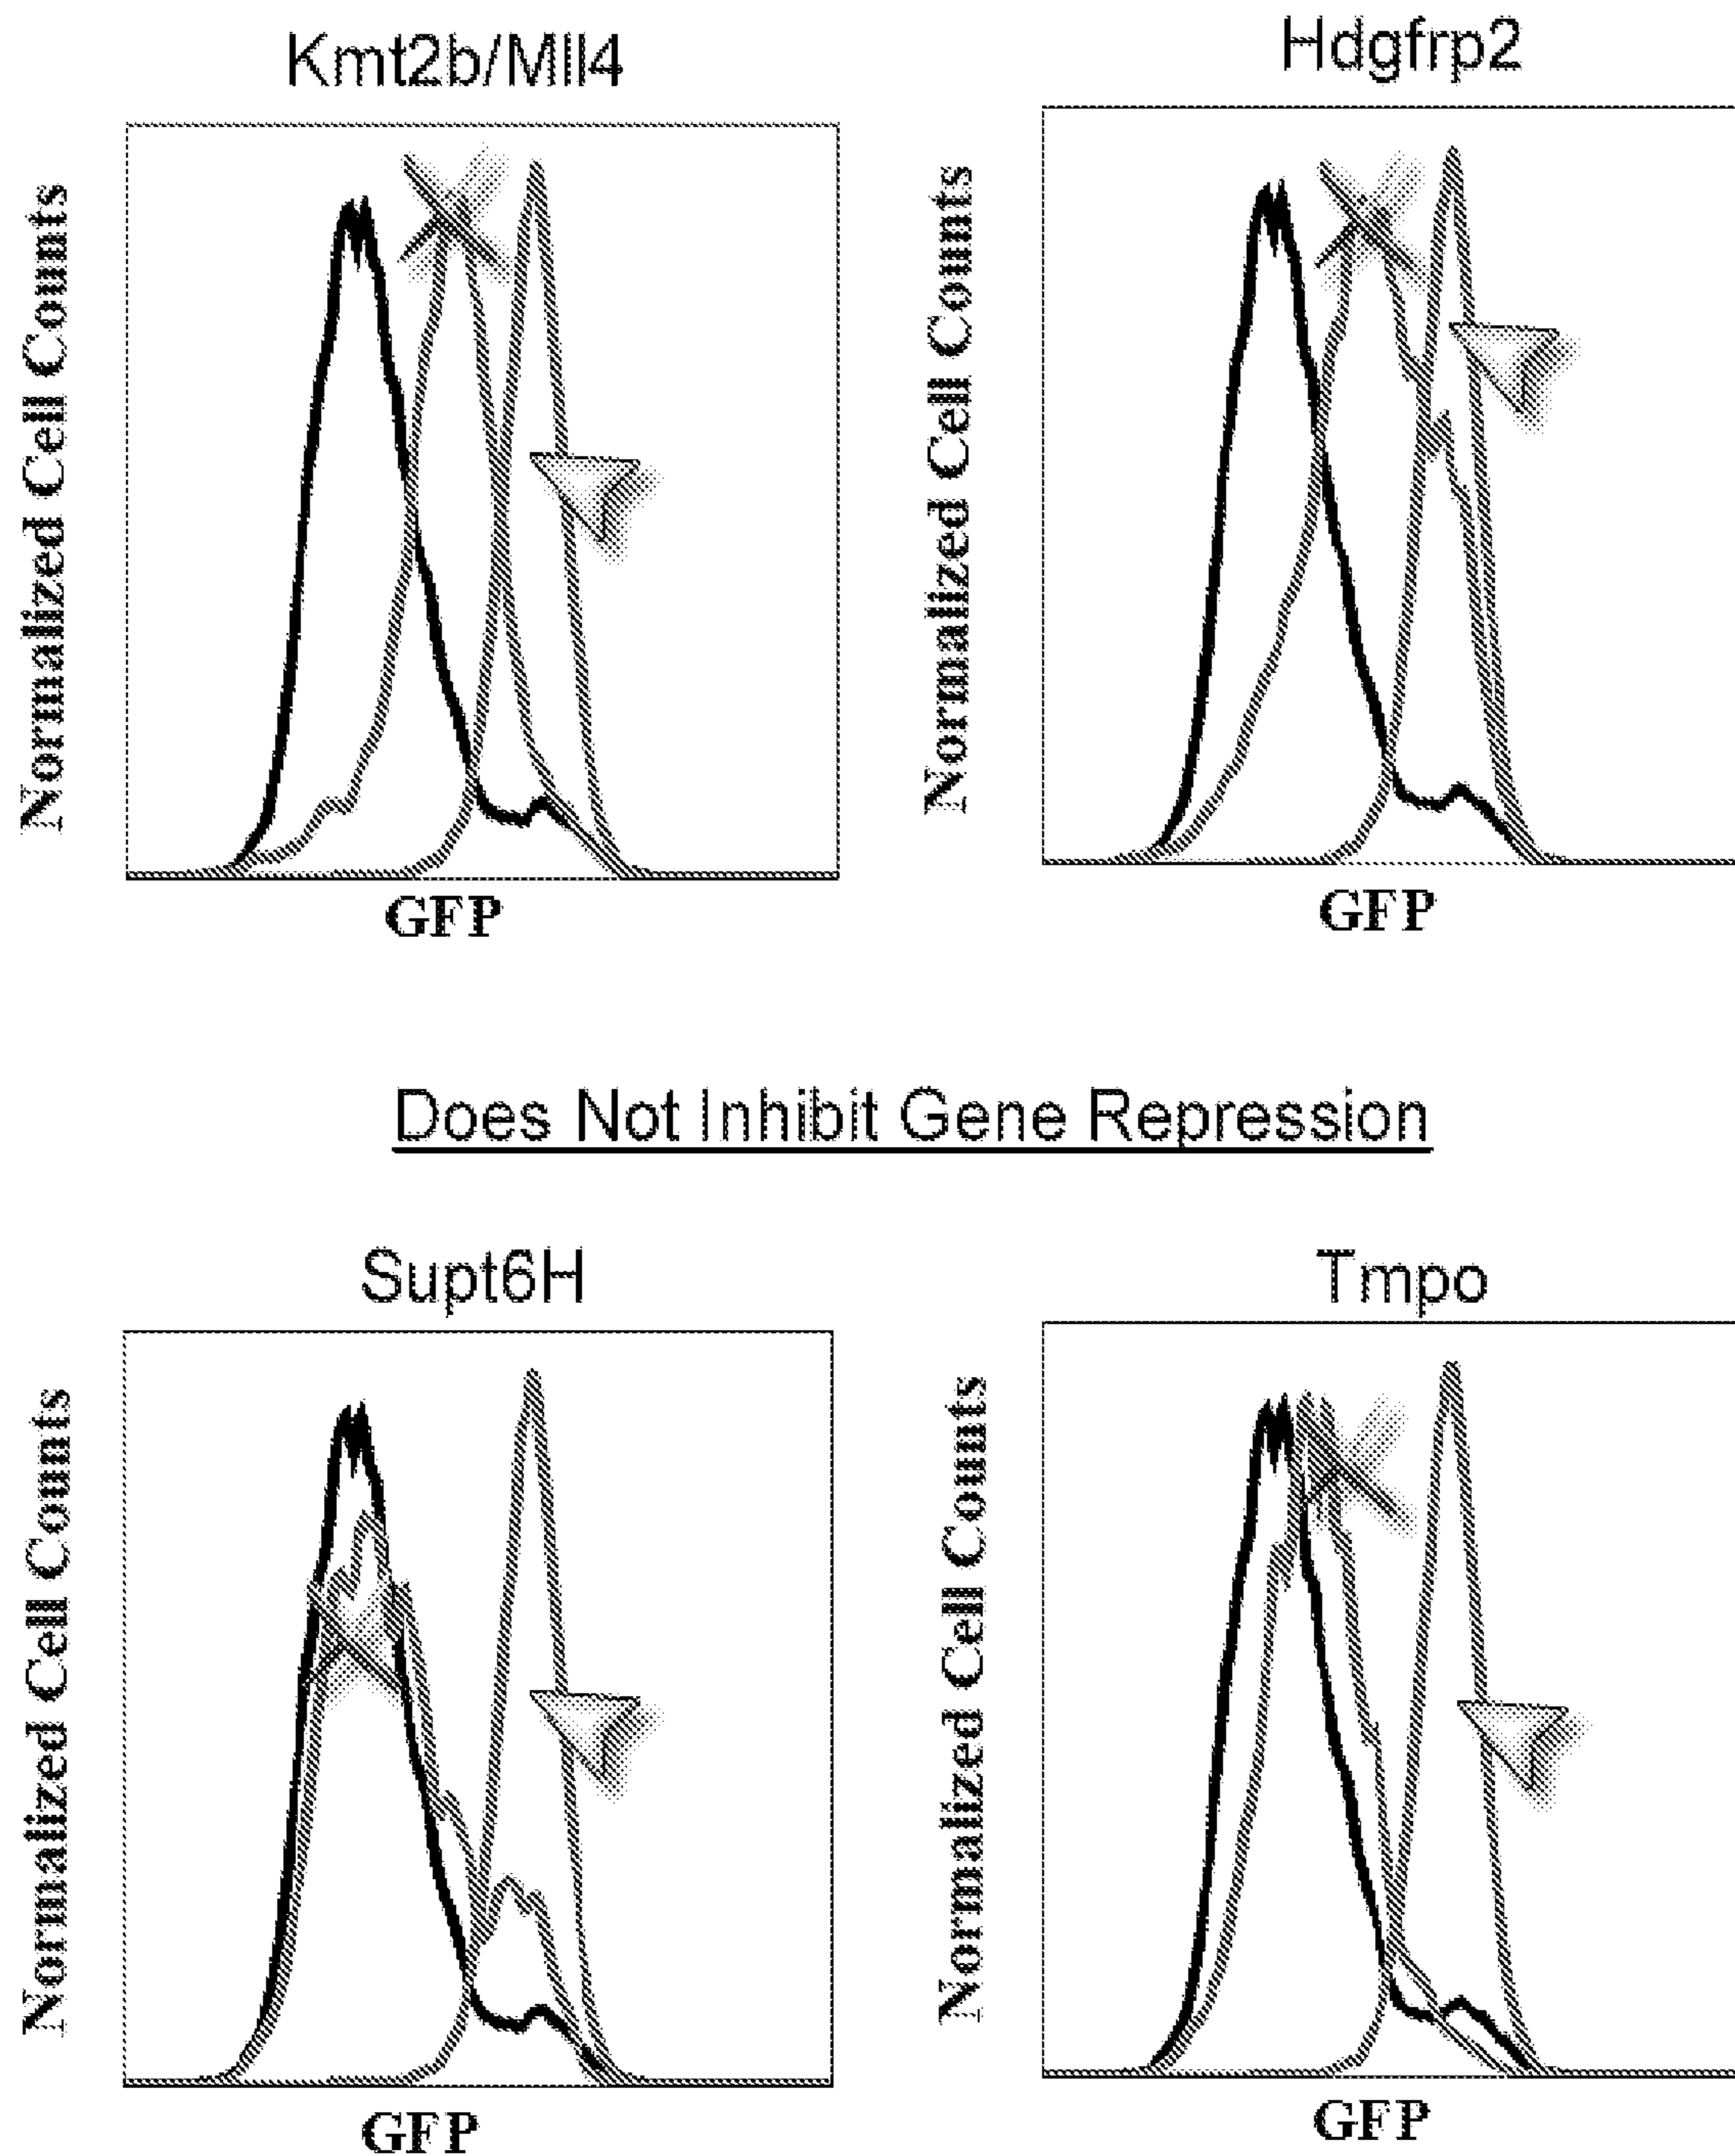 Kmt2b/Mll4
Hdgfrp2
Normalized Cell Counts
Normalized Cell Counts
GFP
GFP
Does Not Inhibit Gene Repression
Supt6H
Tmpo
Normalized Cell Counts
Normalized Cell Counts
GFP
GFP